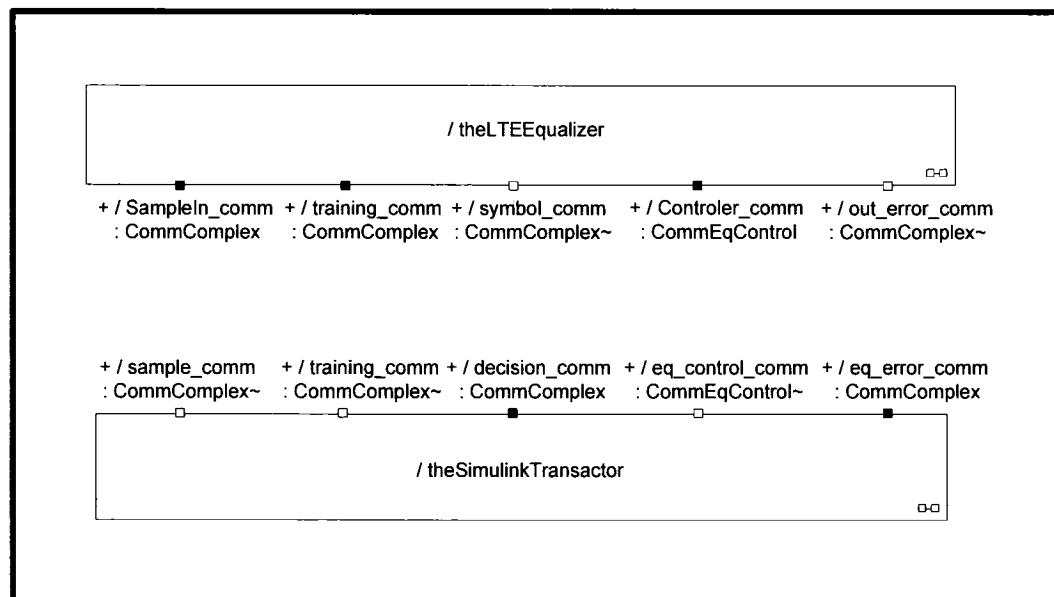 / theLTEEqualizer
+ / SampleIn_comm + / training_comm + / symbol_comm + / Controler_comm + / out_error_comm
: CommComplex : CommComplex : CommComplex~ : CommEqControl : CommComplex~
+ / sample_comm + / training_comm + / decision_comm + / eq_control_comm + / eq_error_comm
: CommComplex~ : CommComplex~ : CommComplex : CommEqControl~ : CommComplex
/ theSimulinkTransactor